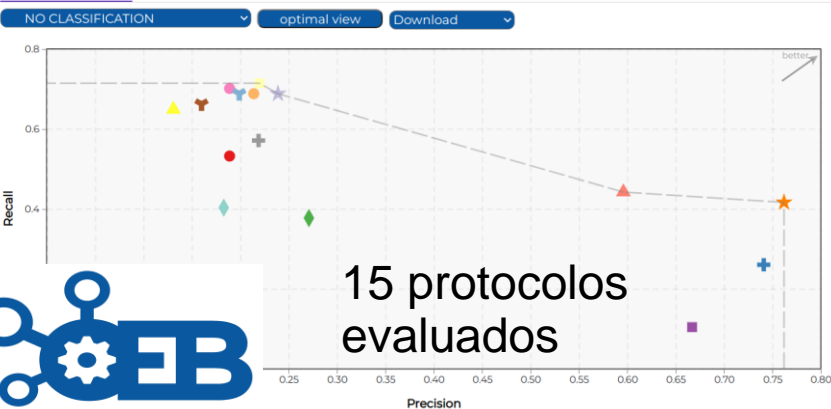 NO CLASSIFICATION optimal view Download
better
0.8
0.6
0.4
Recall
15 protocolos
evaluados
EB
0.25 0.30 0.35 0.40 0.45 0.50 0.55 0.60 0.65 0.70 0.75 0.80
Precision